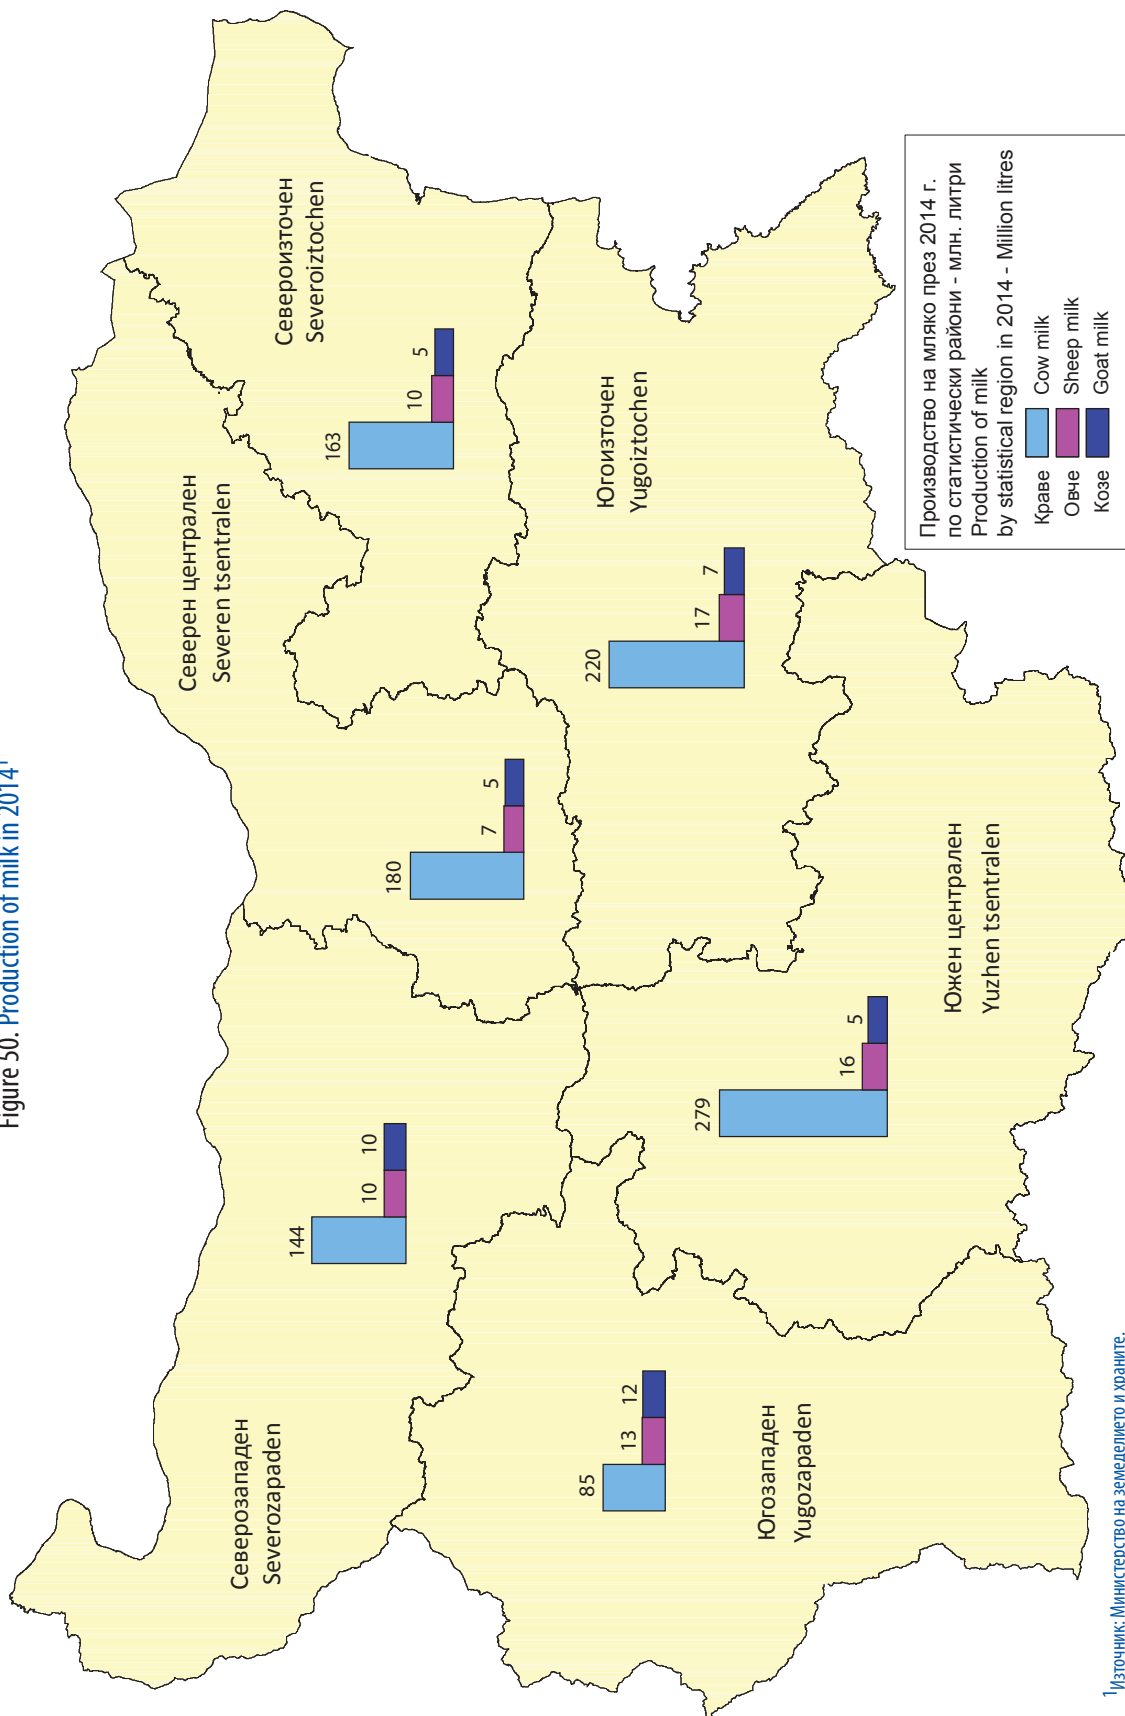 Figure 50. Production of milk in 2014¹
Северозападен
Severozapaden
144
10
10
Северен централен
Severen tsentralen
180
7
5
Североизточен
Severoiztochen
163
10
5
Югозападен
Yugozapaden
85
13
12
Южен централен
Yuzhen tsentralen
279
16
5
Югоизточен
Yugoiztochen
220
17
7
Производство на мляко през 2014 г.
по статистически райони - млн. литри
Production of milk
by statistical region in 2014 - Million litres
Краве Cow milk
Овче Sheep milk
Козе Goat milk
¹Източник: Министерство на земеделието и храните.